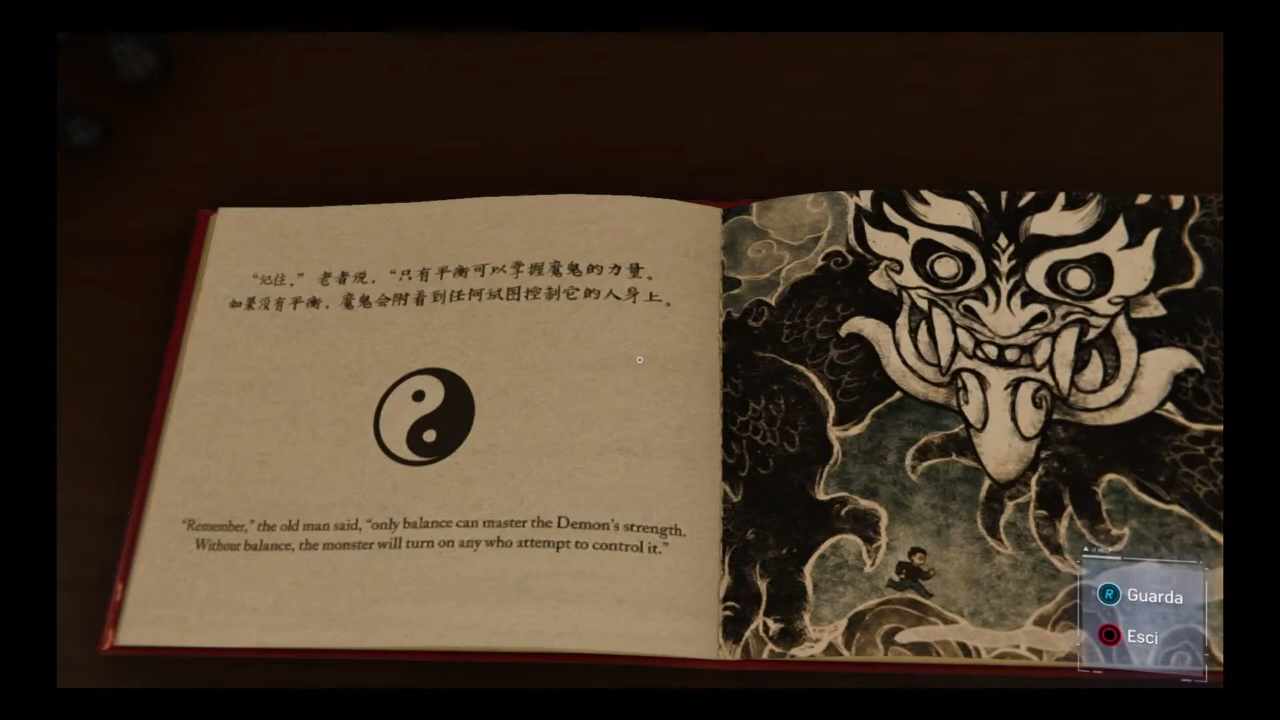 “记住，” 老者说，“只有平衡可以掌握魔鬼的力量。
如果没有平衡，魔鬼会附着到任何试图控制它的人身上。
“Remember,” the old man said, “only balance can master the Demon's strength.
Without balance, the monster will turn on any who attempt to control it.”
// HELP
R Guarda
Esci